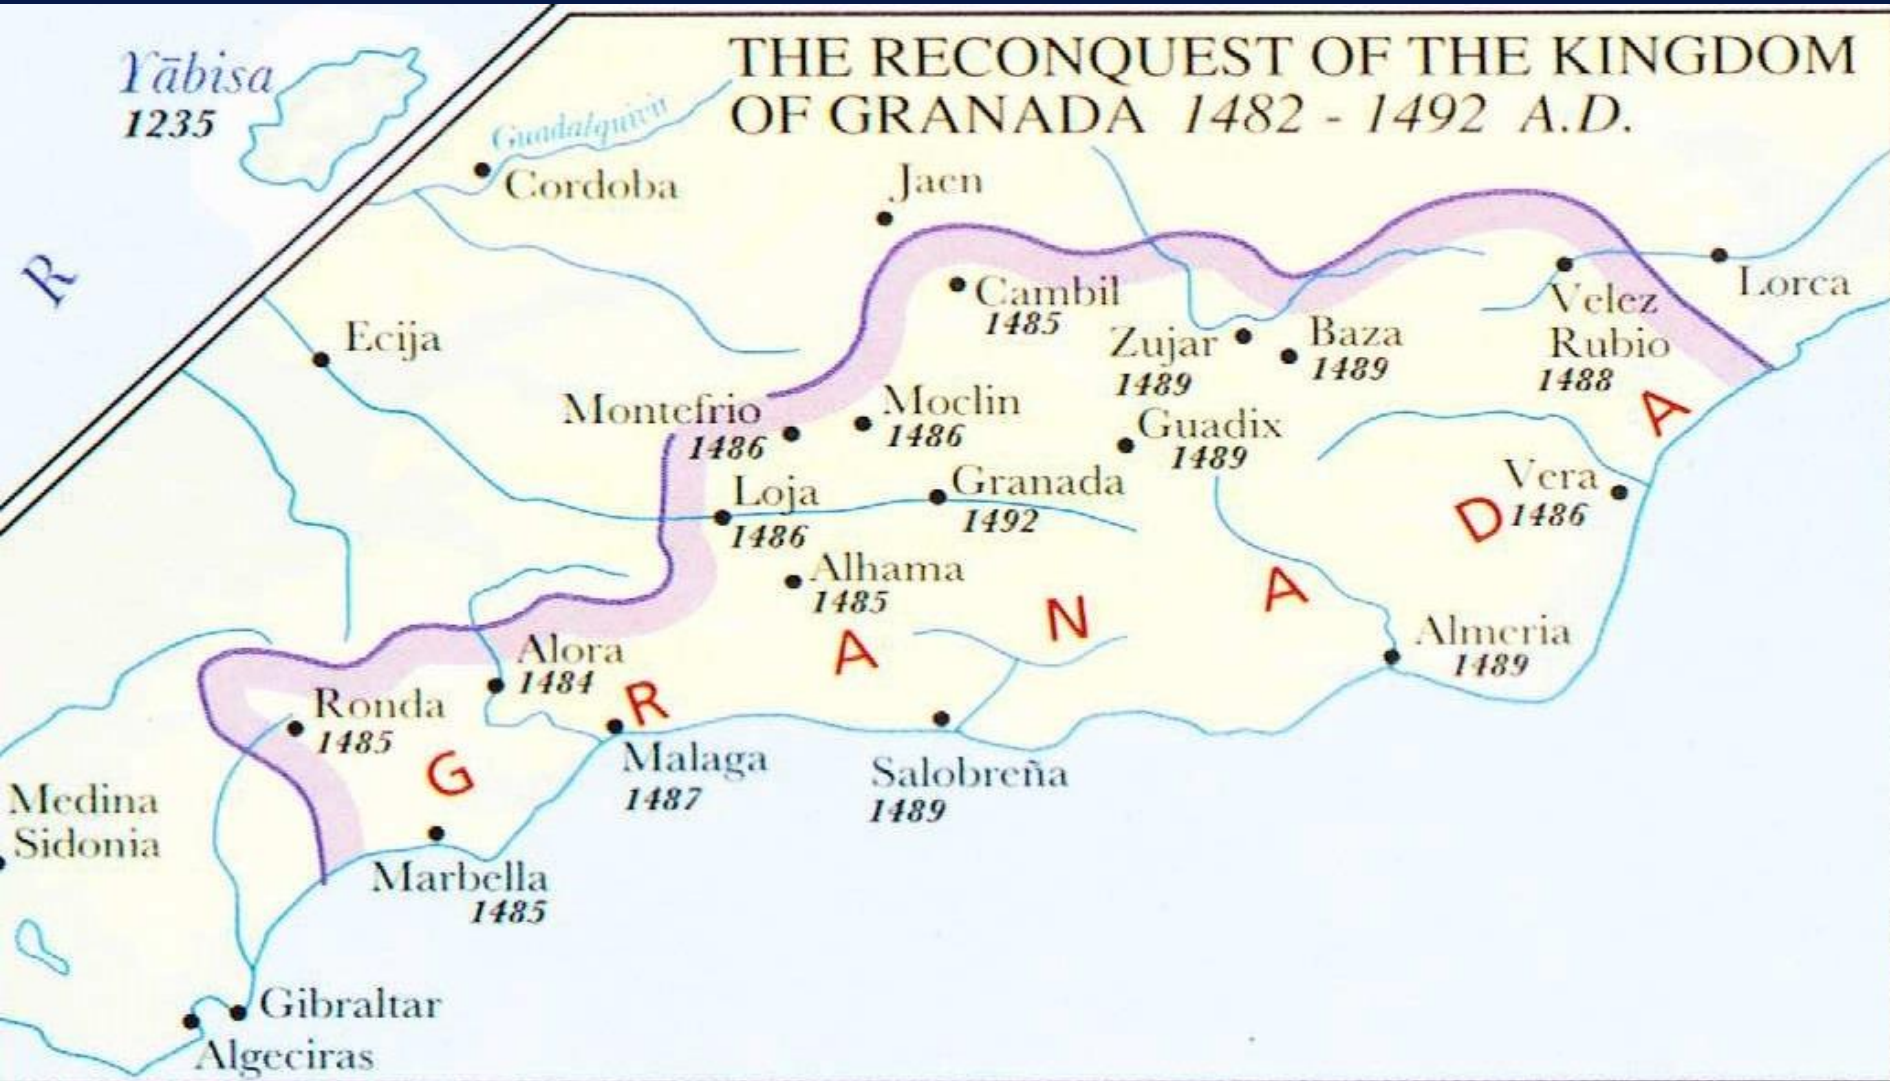 THE RECONQUEST OF THE KINGDOM
OF GRANADA 1482 - 1492 A.D.
Yābisa
1235
R
Guadalquivir
Cordoba
Jaen
Ecija
Cambil
1485
Zujar
1489
Baza
1489
Velez
Rubio
1488
Lorca
Montefrio
1486
Moclin
1486
Guadix
1489
Loja
1486
Granada
1492
Vera
1486
Alhama
1485
Almeria
1489
Alora
1484
Ronda
1485
Malaga
1487
Salobreña
1489
Medina
Sidonia
Marbella
1485
Gibraltar
Algeciras
G R A N A D A